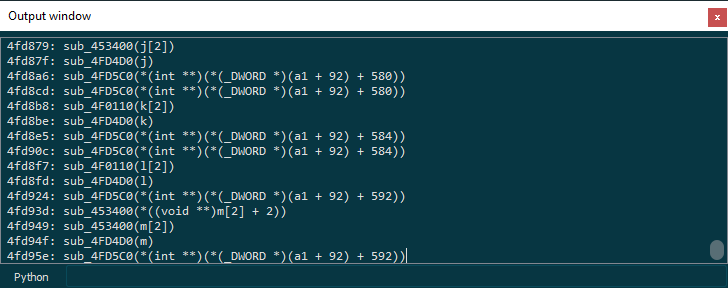 Output window
x
4fd879: sub_453400(j[2])
4fd87f: sub_4FD4D0(j)
4fd8a6: sub_4FD5C0(*(int **)(*(_DWORD *)(a1 + 92) + 580))
4fd8cd: sub_4FD5C0(*(int **)(*(_DWORD *)(a1 + 92) + 580))
4fd8b8: sub_4F0110(k[2])
4fd8be: sub_4FD4D0(k)
4fd8e5: sub_4FD5C0(*(int **)(*(_DWORD *)(a1 + 92) + 584))
4fd90c: sub_4FD5C0(*(int **)(*(_DWORD *)(a1 + 92) + 584))
4fd8f7: sub_4F0110(l[2])
4fd8fd: sub_4FD4D0(l)
4fd924: sub_4FD5C0(*(int **)(*(_DWORD *)(a1 + 92) + 592))
4fd93d: sub_453400(*((void **)m[2] + 2))
4fd949: sub_453400(m[2])
4fd94f: sub_4FD4D0(m)
4fd95e: sub_4FD5C0(*(int **)(*(_DWORD *)(a1 + 92) + 592))
Python